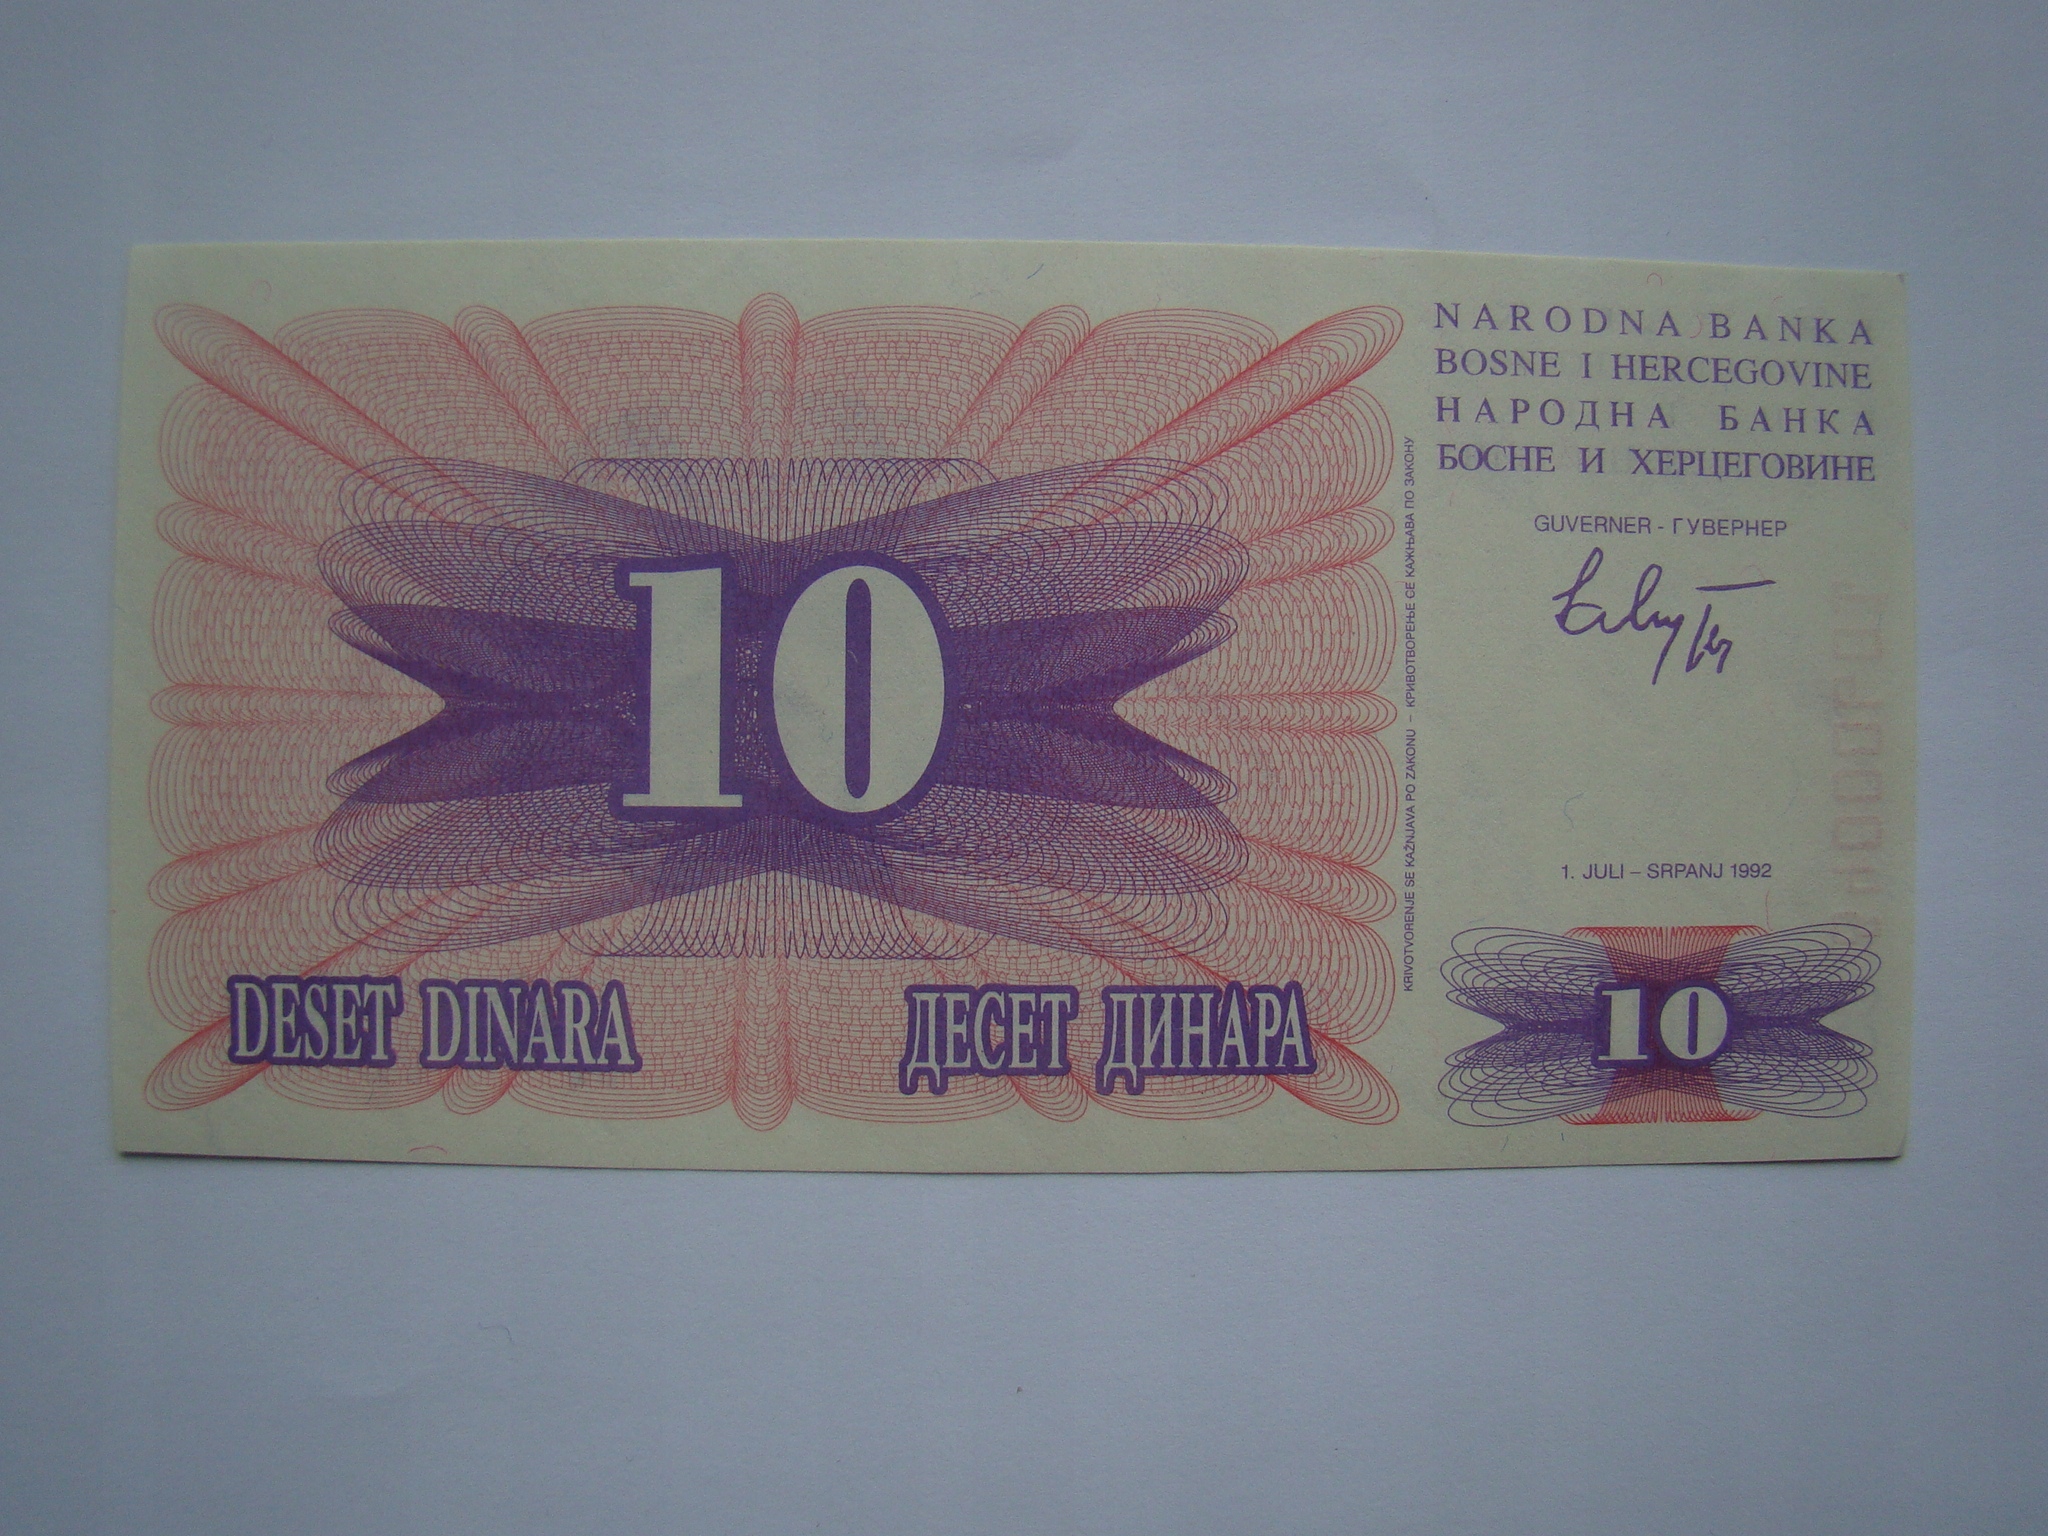 NARODNA BANKA
BOSNE I HERCEGOVINE
НАРОДНА БАНКА
БОСНЕ И ХЕРЦЕГОВИНЕ
GUVERNER - ГУВЕРНЕР
KRIVOTVORENJE SE KAŽNJAVA PO ZAKONU – КРИВОТВОРЕЊЕ СЕ КАЖЊАВА ПО ЗАКОНУ
10
1. JULI – SRPANJ 1992
DESET DINARA ДЕСЕТ ДИНАРА
10